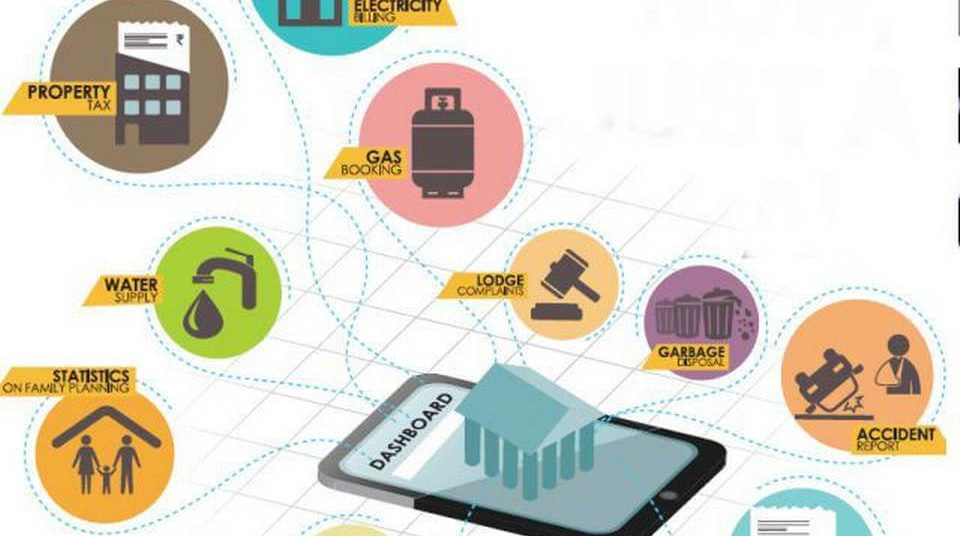 ELECTRICITY
BILLING
PROPERTY
TAX
₹
GAS
BOOKING
WATER
SUPPLY
LODGE
COMPLAINTS
GARBAGE
DISPOSAL
STATISTICS
ON FAMILY PLANNING
DASHBOARD
ACCIDENT
REPORT